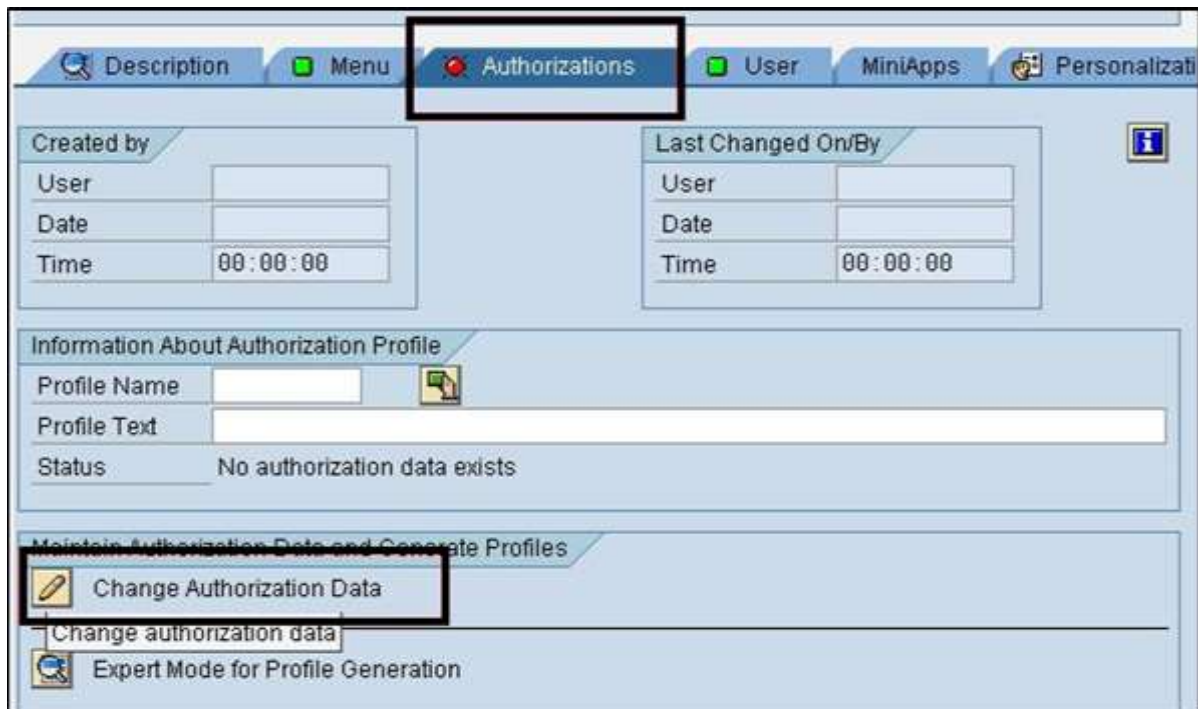 Description Menu Authorizations User MiniApps Personalizati
Created by Last Changed On/By
User User
Date Date
Time 00:00:00 Time 00:00:00
Information About Authorization Profile
Profile Name
Profile Text
Status No authorization data exists
Maintain Authorization Data and Generate Profiles
Change Authorization Data
Change authorization data
Expert Mode for Profile Generation